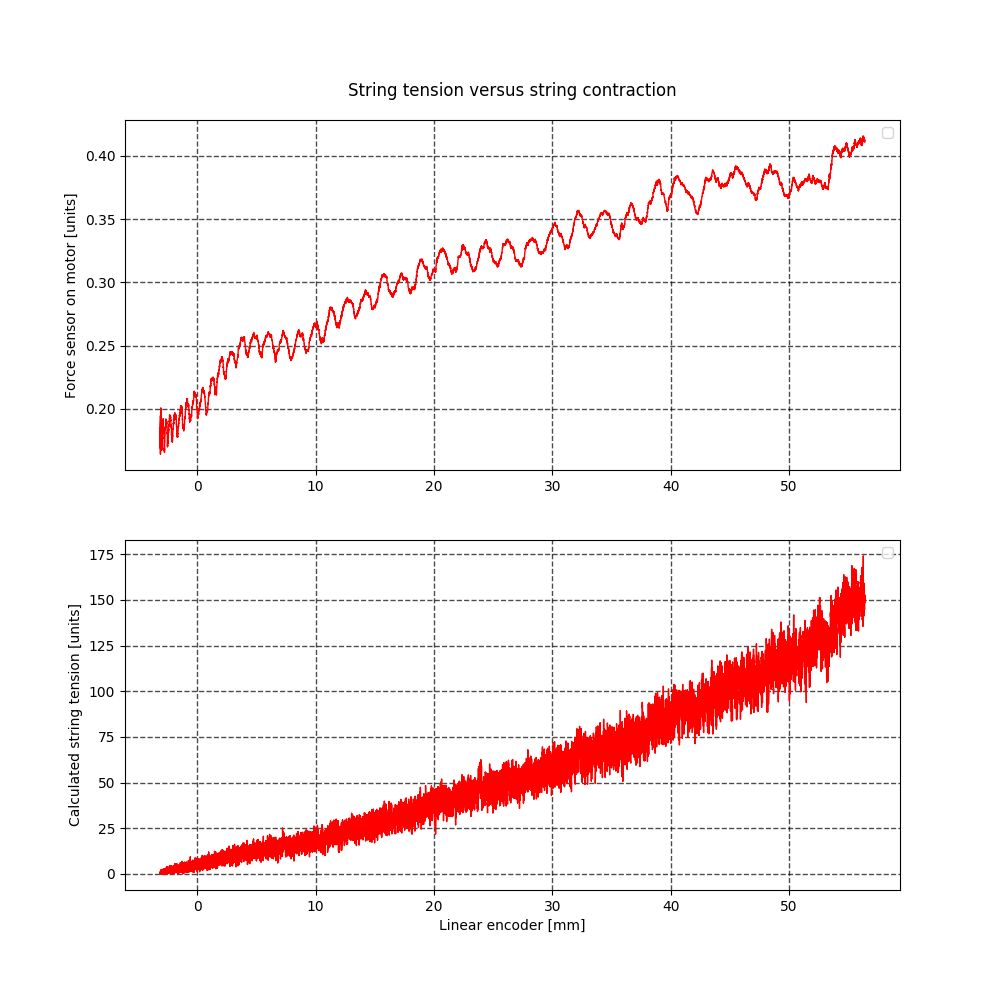 String tension versus string contraction
Force sensor on motor [units]
0.40
0.35
0.30
0.25
0.20
0 10 20 30 40 50
Calculated string tension [units]
175
150
125
100
75
50
25
0
0 10 20 30 40 50
Linear encoder [mm]